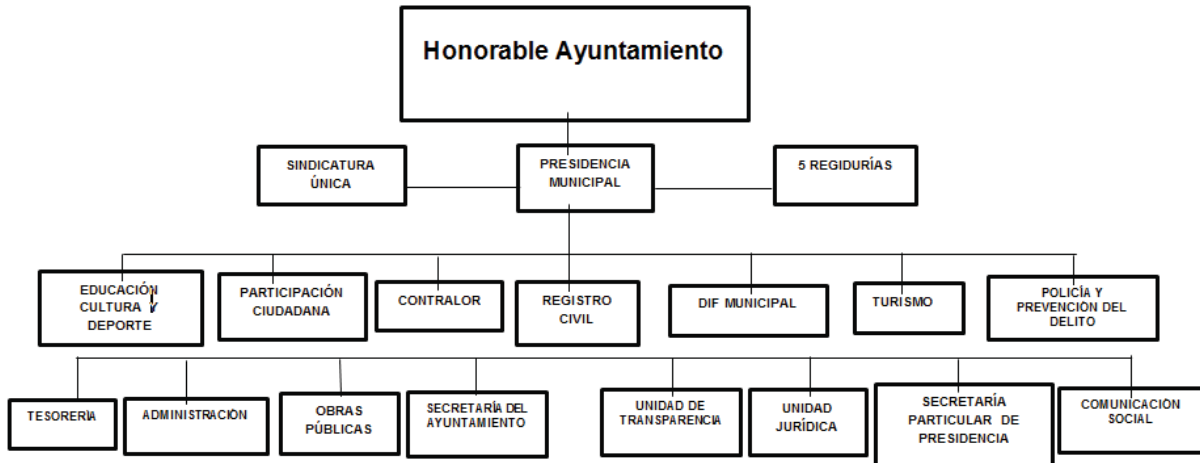 Honorable Ayuntamiento
SINDICATURA
ÚNICA
PRESIDENCIA
MUNICIPAL
5 REGIDURÍAS
EDUCACIÓN
CULTURA Y
DEPORTE
PARTICIPACIÓN
CIUDADANA
CONTRALOR
REGISTRO
CIVIL
DIF MUNICIPAL
TURISMO
POLICÍA Y
PREVENCIÓN DEL
DELITO
TESORERÍA
ADMINISTRACIÓN
OBRAS
PÚBLICAS
SECRETARÍA DEL
AYUNTAMIENTO
UNIDAD DE
TRANSPARENCIA
UNIDAD
JURÍDICA
SECRETARÍA
PARTICULAR DE
PRESIDENCIA
COMUNICACIÓN
SOCIAL